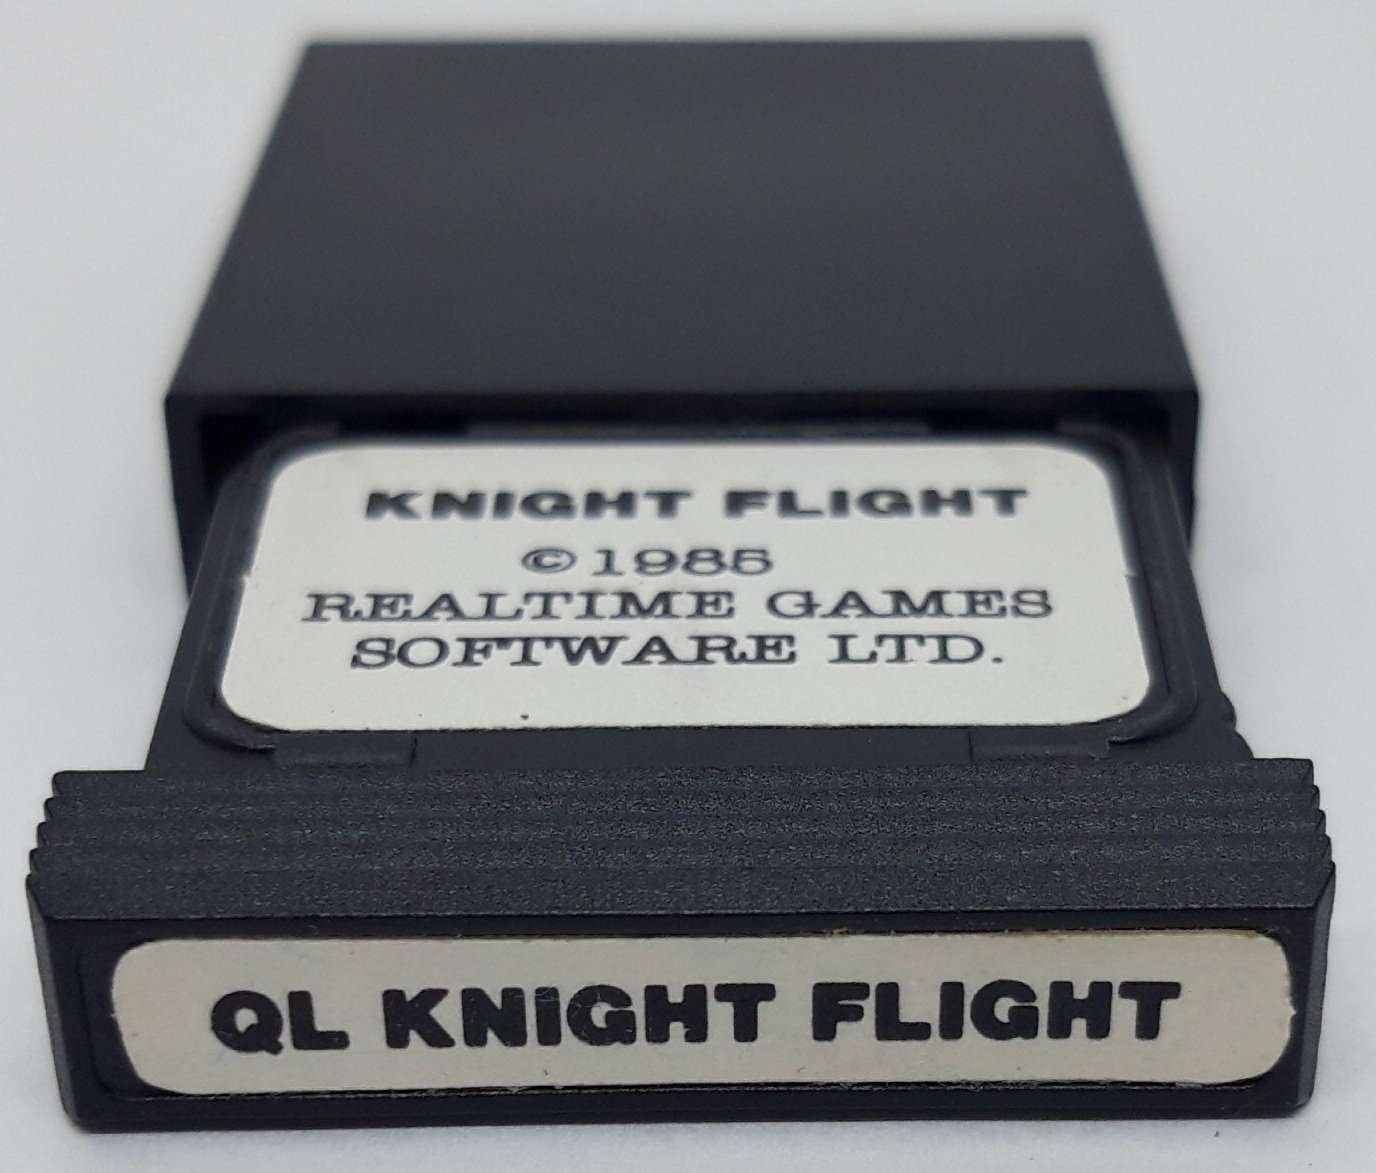 KNIGHT FLIGHT
©1985
REALTIME GAMES
SOFTWARE LTD.
QL KNIGHT FLIGHT